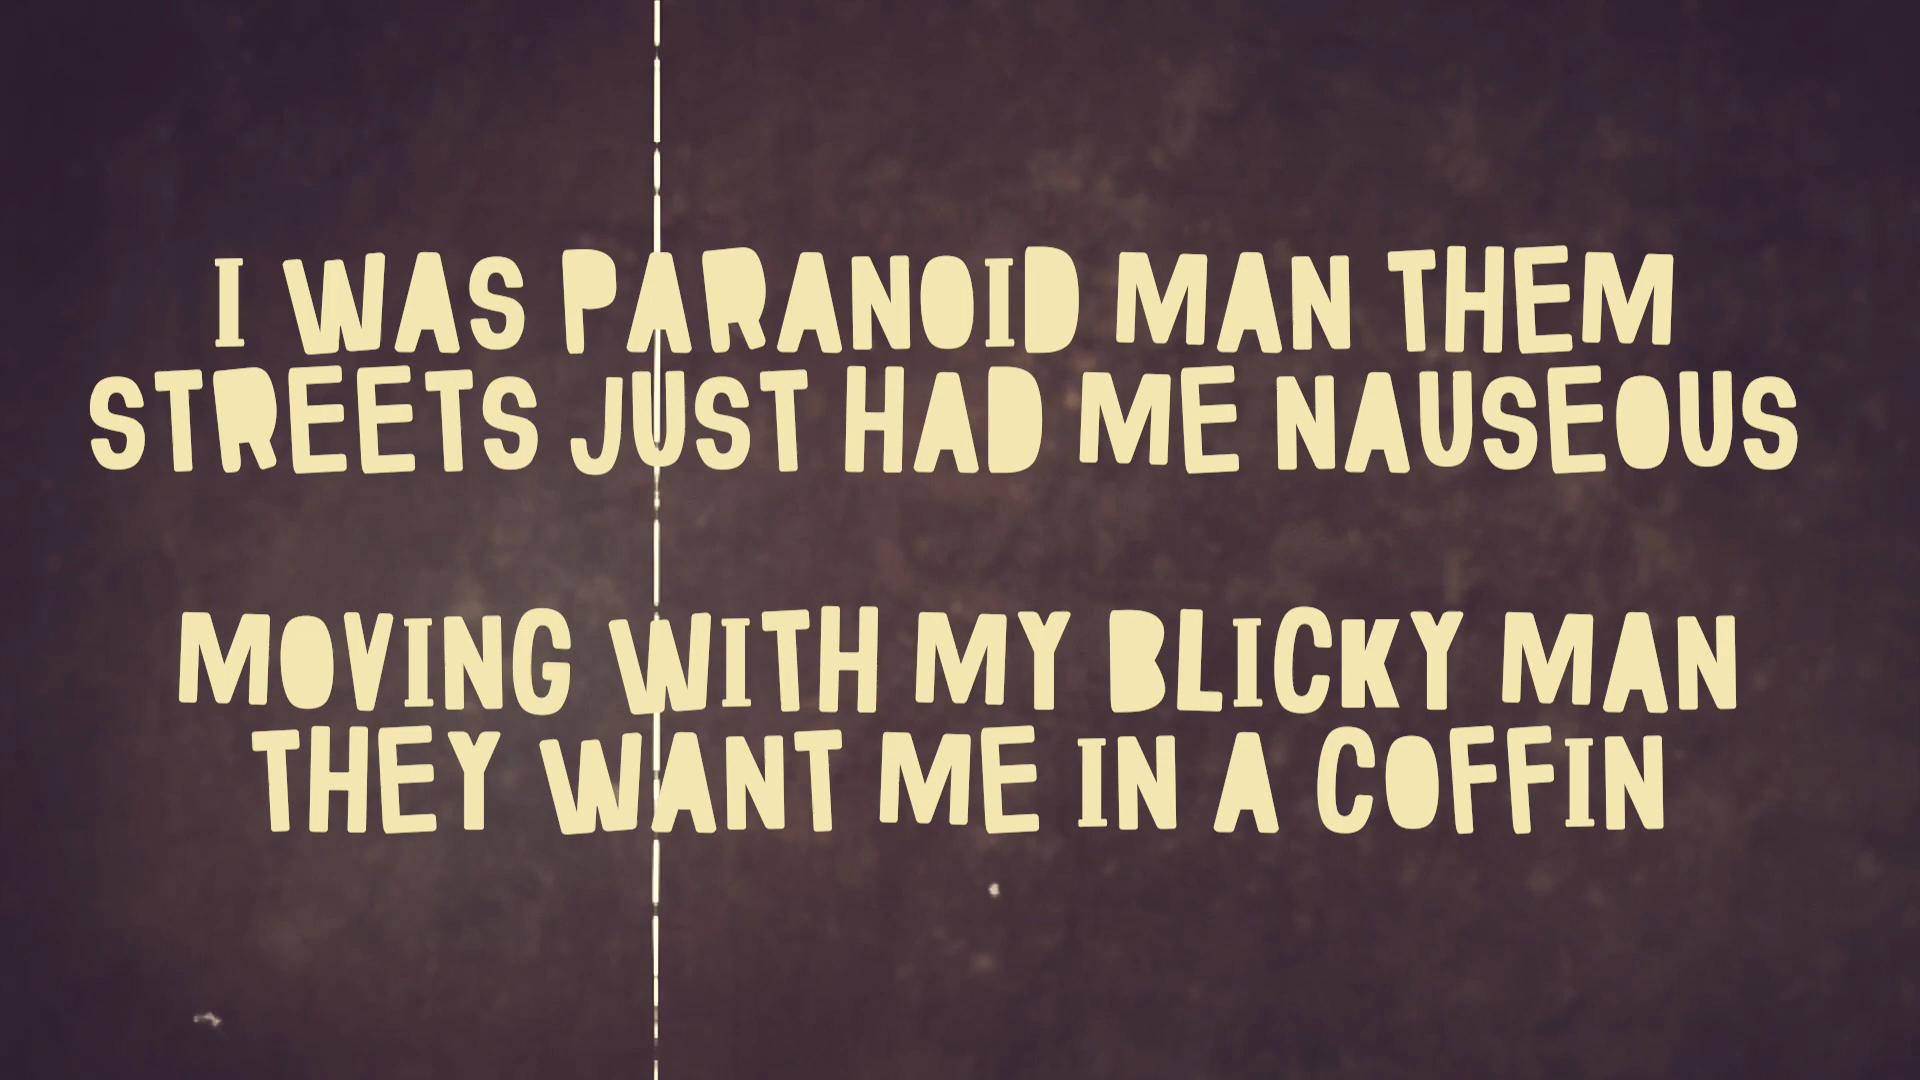 I WAS PARANOID MAN THEM
STREETS JUST HAD ME NAUSEOUS
MOVING WITH MY BLICKY MAN
THEY WANT ME IN A COFFIN